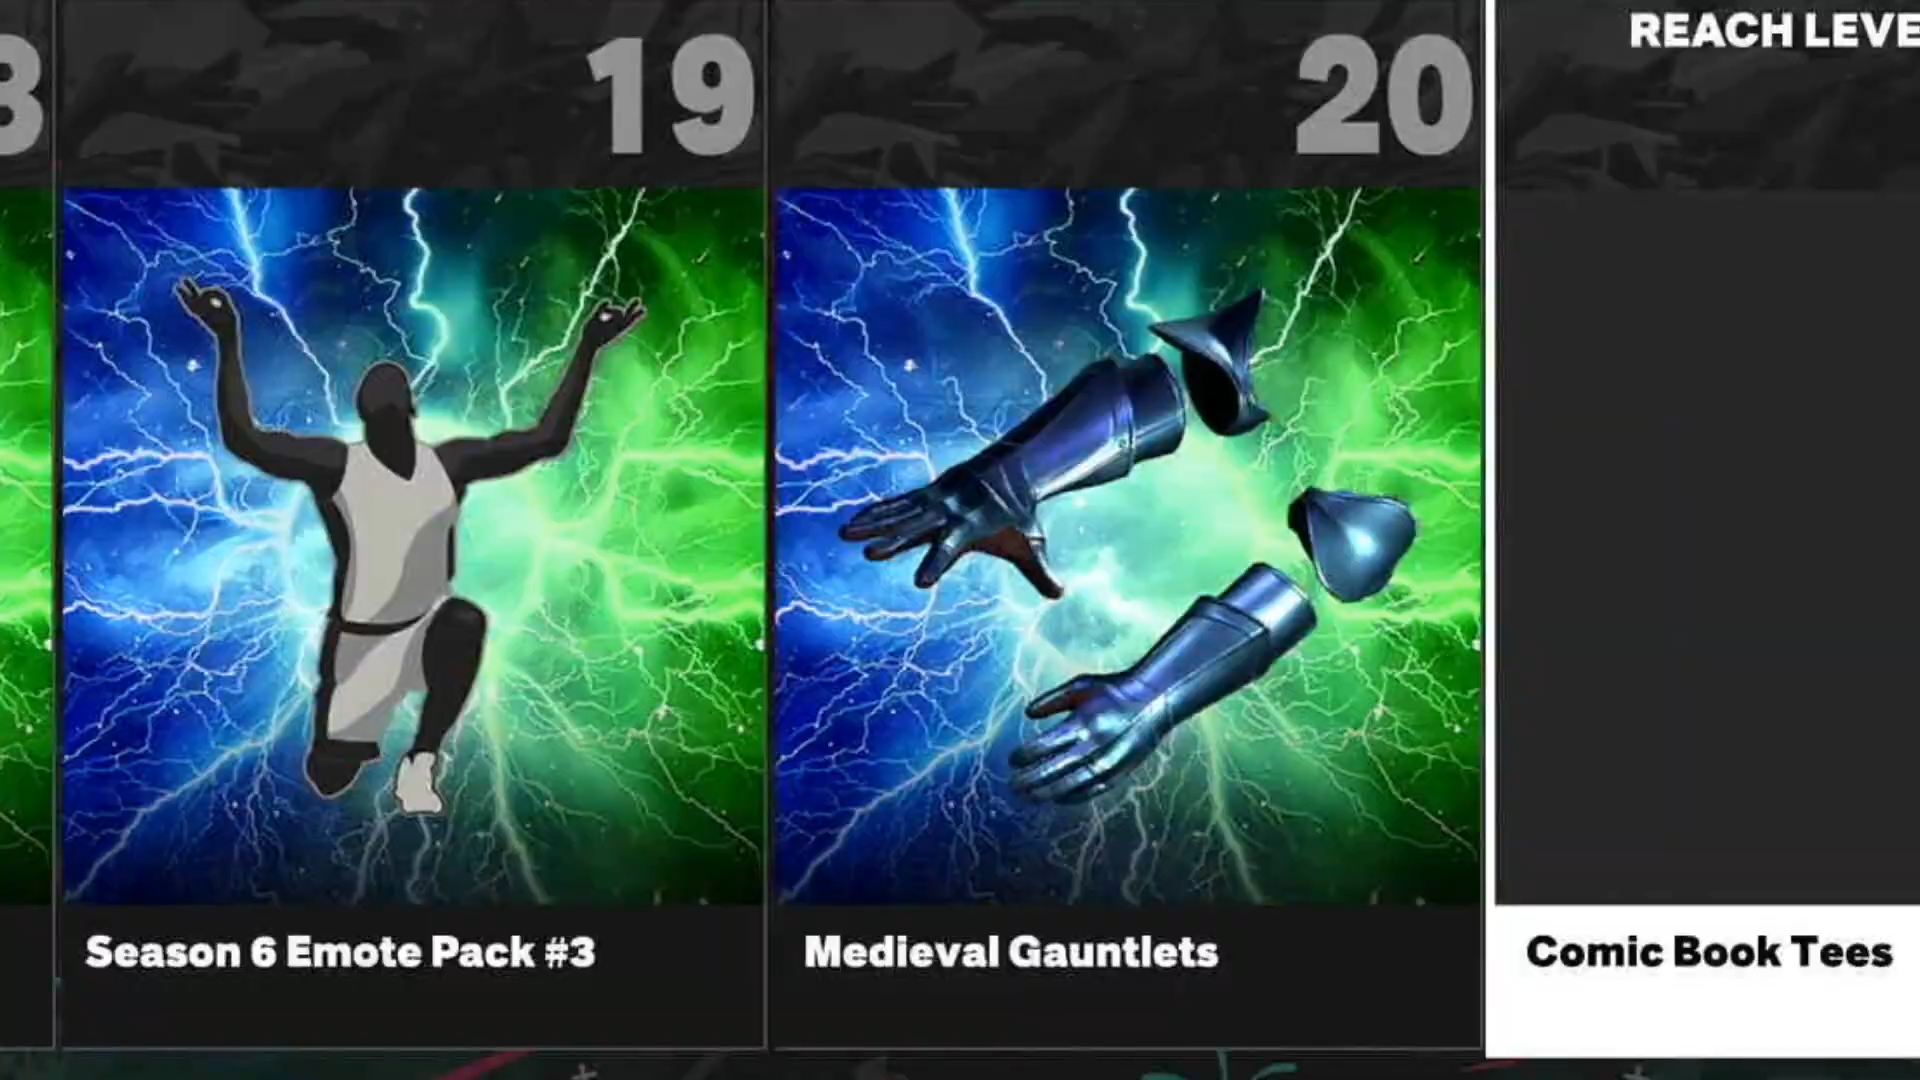 19
20
REACH LEVE
Season 6 Emote Pack #3
Medieval Gauntlets
Comic Book Tees